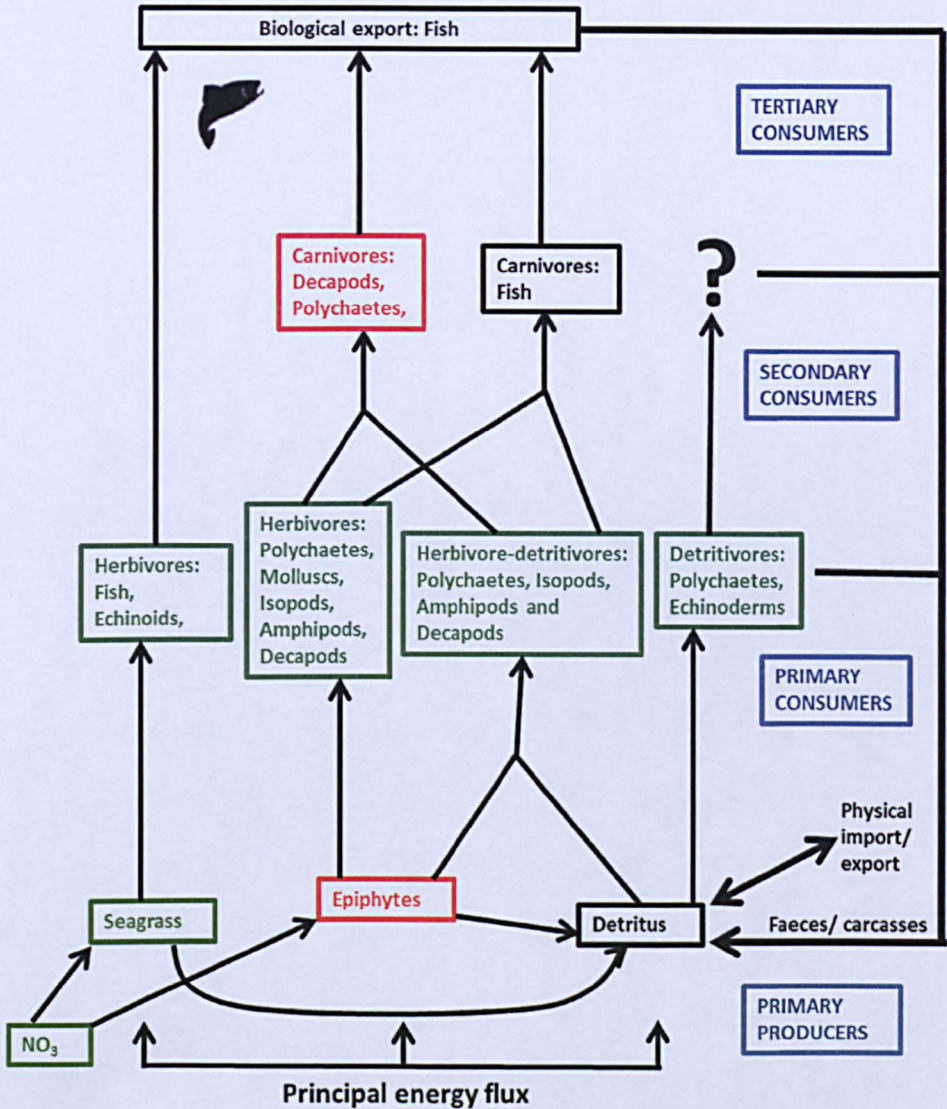 Biological export: Fish
TERTIARY
CONSUMERS
Carnivores:
Decapods,
Polychaetes,
Carnivores:
Fish
?
SECONDARY
CONSUMERS
Herbivores:
Fish,
Echinoids,
Herbivores:
Polychaetes,
Molluscs,
Isopods,
Amphipods,
Decapods
Herbivore-detritivores:
Polychaetes, Isopods,
Amphipods and
Decapods
Detritivores:
Polychaetes,
Echinoderms
PRIMARY
CONSUMERS
Physical
import/
export
Seagrass
Epiphytes
Detritus
Faeces/ carcasses
NO₃
PRIMARY
PRODUCERS
Principal energy flux